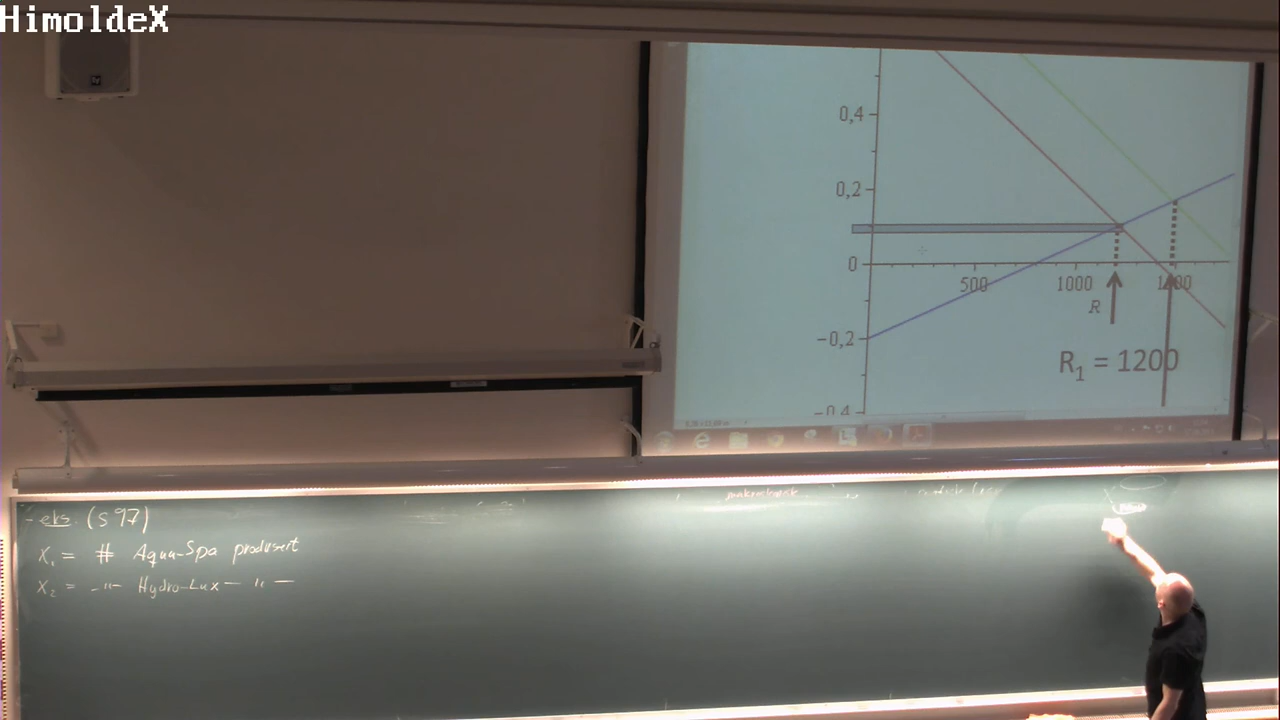 HimoldeX
0,4
0,2
0
500
1000
R
-0,2
R1 = 1200
-0,4
- eks. (s 97)
X1 = # Aqua-Spa produsert
X2 = -"- Hydro-Lux - " -